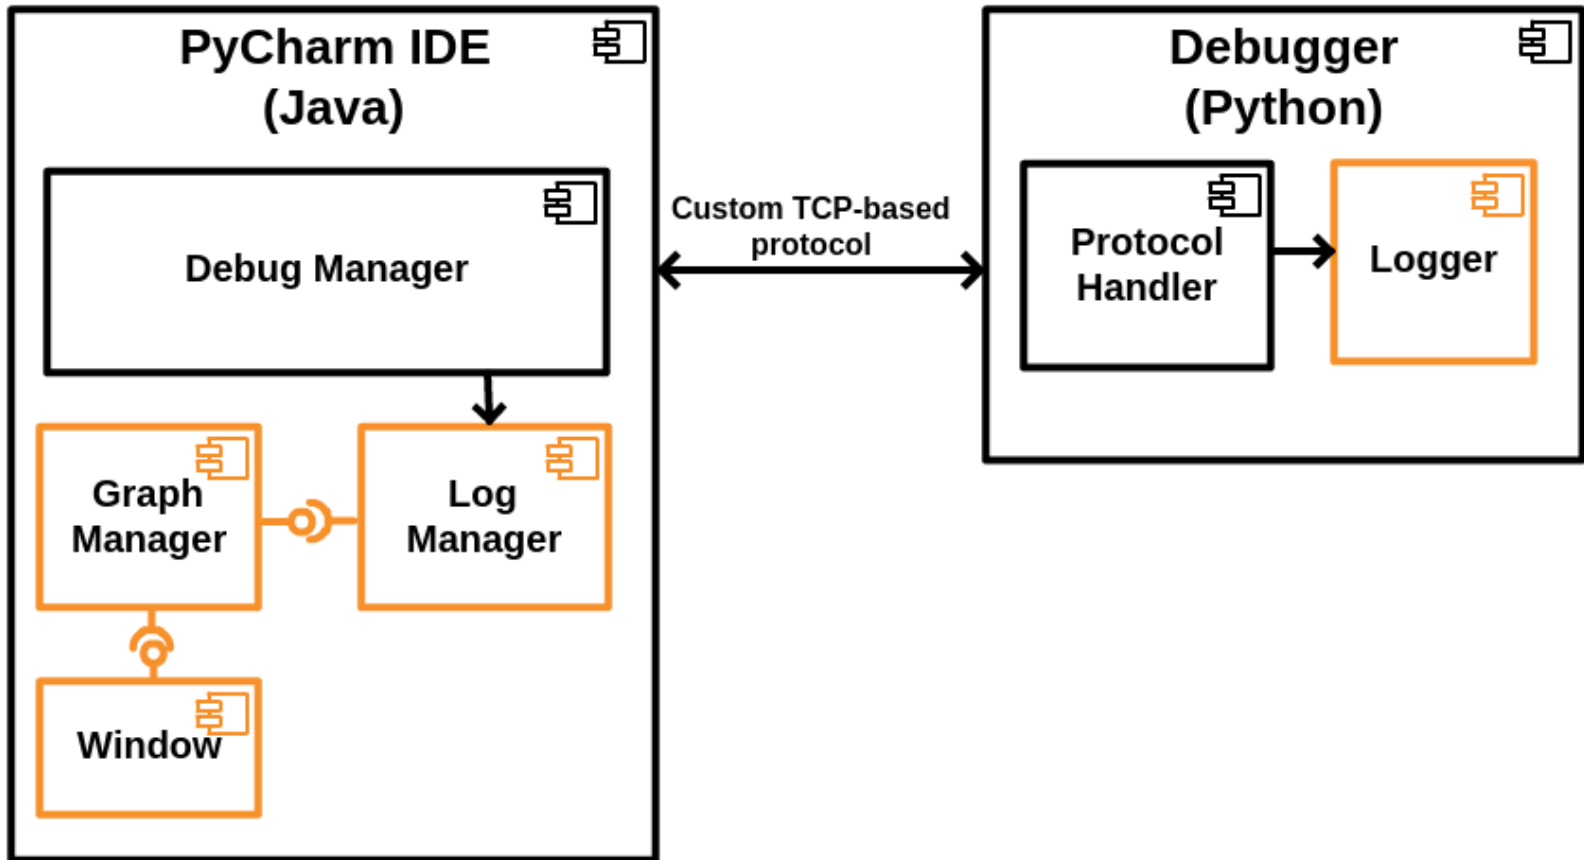 PyCharm IDE
(Java)
Debug Manager
Graph
Manager
Log
Manager
Window
Custom TCP-based
protocol
Debugger
(Python)
Protocol
Handler
Logger